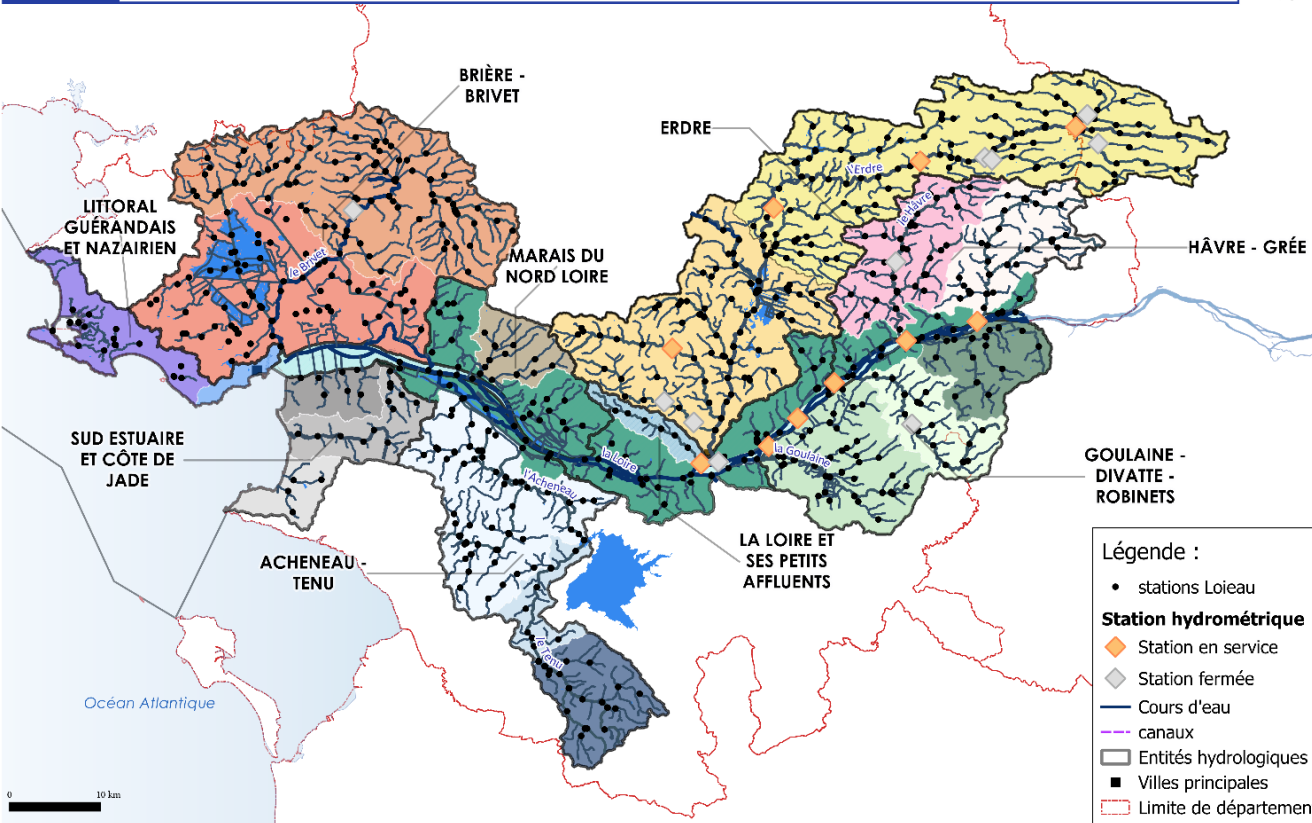 BRIÈRE -
BRIVET
ERDRE
l'Erdre
LITTORAL
GUÉRANDAIS
ET NAZAIRIEN
le Hâvre
MARAIS DU
NORD LOIRE
HÂVRE - GRÉE
le Brivet
SUD ESTUAIRE
ET CÔTE DE
JADE
la Loire
la Goulaine
l'Acheneau
GOULAINE -
DIVATTE -
ROBINETS
LA LOIRE ET
SES PETITS
AFFLUENTS
ACHENEAU -
TENU
le Tenu
Océan Atlantique
0 10 km
Légende :
stations Loieau
Station hydrométrique
Station en service
Station fermée
Cours d'eau
canaux
Entités hydrologiques
Villes principales
Limite de départemen